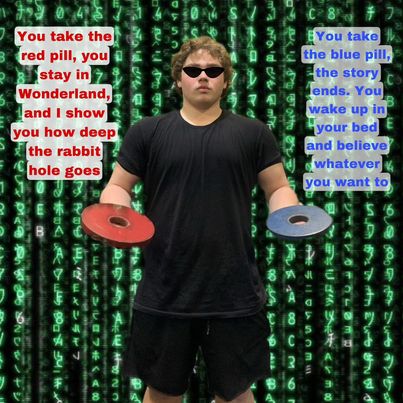 You take the
red pill, you
stay in
Wonderland,
and I show
you how deep
the rabbit
hole goes
You take
the blue pill,
the story
ends. You
wake up in
your bed
and believe
whatever
you want to